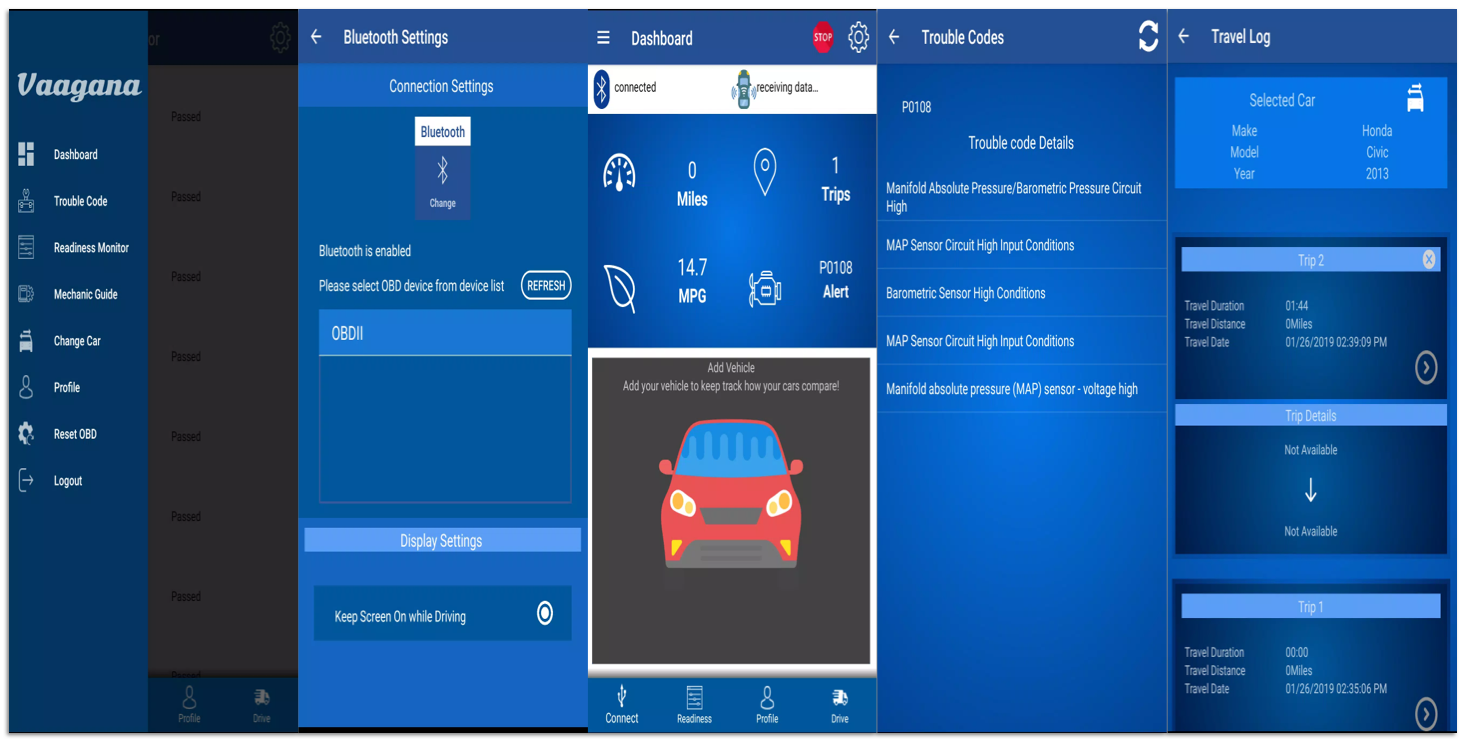 or
Vaagana
Passed
Dashboard
Passed
Trouble Code
Readiness Monitor
Passed
Mechanic Guide
Change Car
Passed
Profile
Reset OBD
Passed
Logout
Passed
Passed
Passed
Profile
Drive
Bluetooth Settings
Connection Settings
Bluetooth
Change
Bluetooth is enabled
Please select OBD device from device list
REFRESH
OBDII
Display Settings
Keep Screen On while Driving
Dashboard
STOP
connected
receiving data...
0
Miles
1
Trips
14.7
MPG
P0108
Alert
Add Vehicle
Add your vehicle to keep track how your cars compare!
Connect
Readiness
Profile
Drive
Trouble Codes
P0108
Trouble code Details
Manifold Absolute Pressure/Barometric Pressure Circuit
High
MAP Sensor Circuit High Input Conditions
Barometric Sensor High Conditions
MAP Sensor Circuit High Input Conditions
Manifold absolute pressure (MAP) sensor - voltage high
Travel Log
Selected Car
Make Honda
Model Civic
Year 2013
Trip 2
Travel Duration 01:44
Travel Distance 0Miles
Travel Date 01/26/2019 02:39:09 PM
Trip Details
Not Available
Not Available
Trip 1
Travel Duration 00:00
Travel Distance 0Miles
Travel Date 01/26/2019 02:35:06 PM